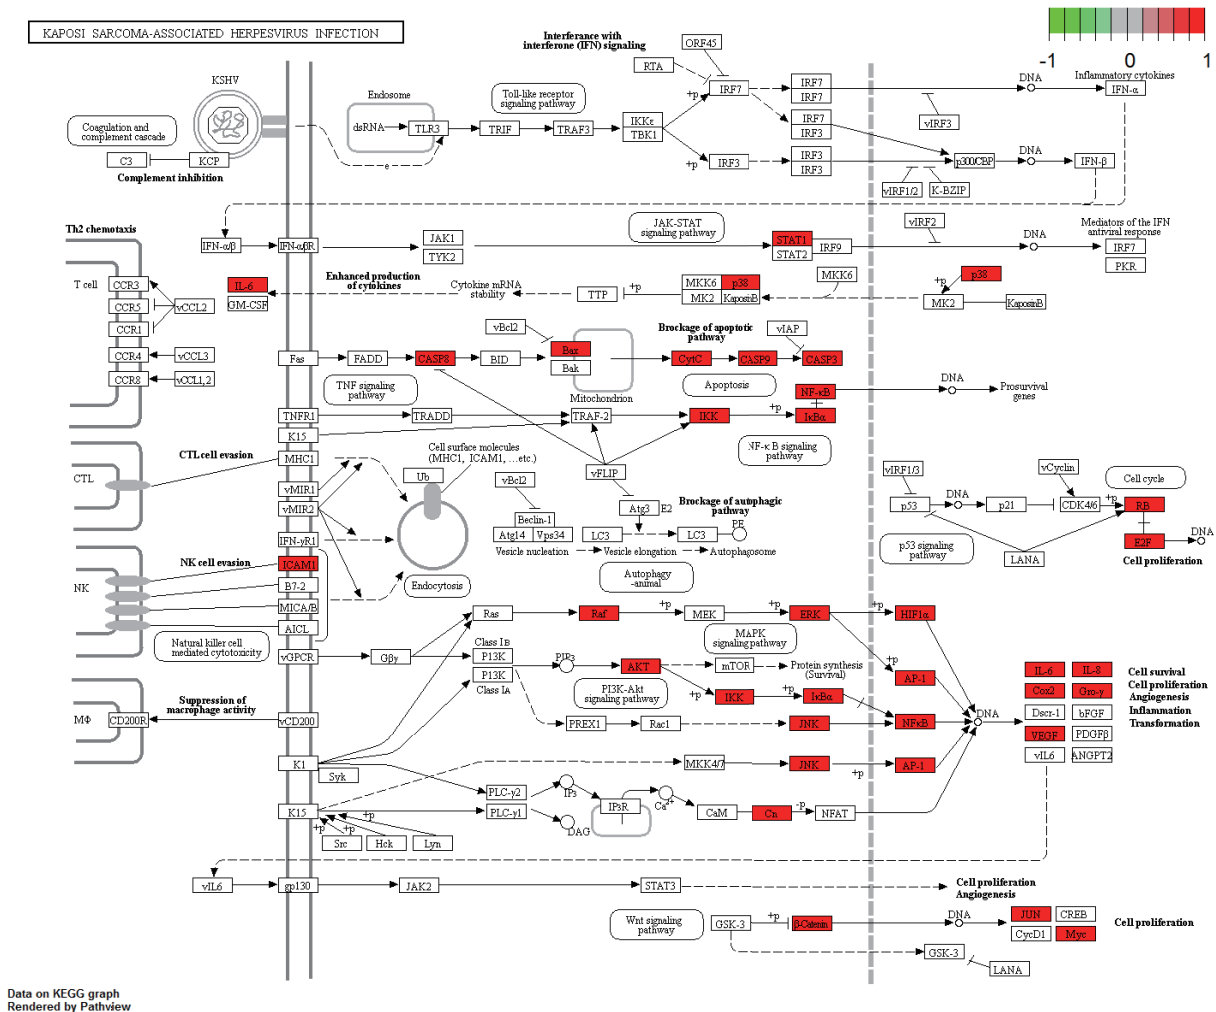 KAPOSI SARCOMA-ASSOCIATED HERPESVIRUS INFECTION
-1 0 1
Interferance with
interferone (IFN) signaling
ORF45
RTA
KSHV
Endosome
Toll-like receptor
signaling pathway
+p
IRF7
IRF7
IRF7
DNA
Inflammatory cytokines
IFN-α
Coagulation and
complement cascade
dsRNA
TLR3
TRIF
TRAF3
IKKε
TBK1
IRF7
IRF3
vIRF3
C3
KCP
Complement inhibition
e
+p
IRF3
IRF3
IRF3
p300/CBP
DNA
IFN-β
vIRF1/2
K-BZIP
Th2 chemotaxis
IFN-α/β
IFN-αβR
JAK1
TYK2
JAK-STAT
signaling pathway
STAT1
STAT2
IRF9
vIRF2
DNA
Mediators of the IFN
antiviral response
IRF7
PKR
T cell
CCR3
CCR5
CCR1
vCCL2
CCR4
vCCL3
CCR8
vCCL1,2
IL-6
GM-CSF
Enhanced production
of cytokines
Cytokine mRNA
stability
TTP
+p
MKK6
p38
MK2
KaposinB
MKK6
p38
+p
MK2
KaposinB
vBcl2
Brockage of apoptotic
pathway
vIAP
Fas
FADD
CASP8
BID
Bax
Bak
Mitochondrion
CytC
CASP9
CASP3
TNF signaling
pathway
Apoptosis
NF-κB
DNA
Prosurvival
genes
TNFR1
TRADD
TRAF-2
IKK
+p
IκBα
K15
NF-κ B signaling
pathway
CTL
CTL cell evasion
MHC1
Cell surface molecules
(MHC1, ICAM1, ...etc.)
vFLIP
vMIR1
vMIR2
Ub
vBcl2
Atg3
E2
Brockage of autophagic
pathway
Beclin-1
Atg14
Vps34
LC3
LC3
PE
Vesicle nucleation
Vesicle elongation
Autophagosome
vIRF1/3
vCyclin
Cell cycle
p53
DNA
p21
CDK4/6
+p
RB
p53 signaling
pathway
LANA
E2F
DNA
Cell proliferation
IFN-γR1
NK
NK cell evasion
ICAM1
B7-2
MICA/B
AICL
Endocytosis
Autophagy
-animal
Natural killer cell
mediated cytotoxicity
vGPCR
Gβγ
Ras
Raf
+p
MEK
+p
ERK
+p
HIF1α
Class IB
P13K
P13K
Class IA
PIP3
AKT
mTOR
Protein synthesis
(Survival)
MAPK
signaling pathway
+p
AP-1
PI3K-Akt
signaling pathway
+p
IKK
+p
IκBα
PREX1
Rac1
JNK
NFκB
DNA
IL-6
IL-8
Cox2
Gro-γ
Dscr-1
bFGF
VEGF
PDGFβ
vIL6
ANGPT2
Cell survival
Cell proliferation
Angiogenesis
Inflammation
Transformation
MΦ
CD200R
Suppression of
macrophage activity
vCD200
K1
Syk
MKK4/7
JNK
+p
AP-1
K15
PLC-γ2
PLC-γ1
IP3
DAG
IP3R
Ca2+
CaM
Cn
-p
NFAT
+p
+p
+p
Src
Hck
Lyn
vIL6
gp130
JAK2
STAT3
Cell proliferation
Angiogenesis
Wnt signaling
pathway
GSK-3
+p
β-Catenin
DNA
JUN
CREB
CycD1
Myc
Cell proliferation
GSK-3
LANA
Data on KEGG graph
Rendered by Pathview